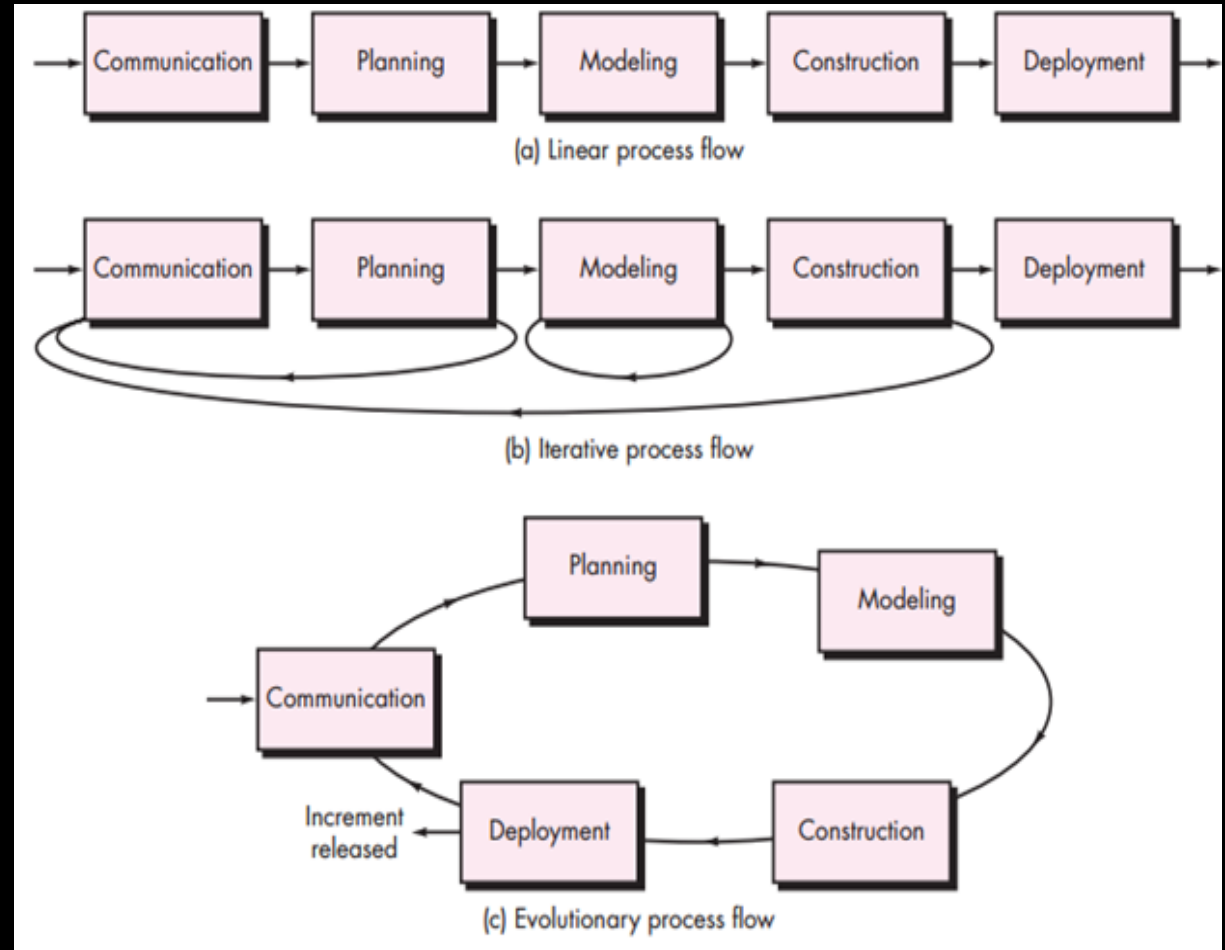 Communication
Planning
Modeling
Construction
Deployment
(a) Linear process flow
Communication
Planning
Modeling
Construction
Deployment
(b) Iterative process flow
Planning
Modeling
Communication
Increment
released
Deployment
Construction
(c) Evolutionary process flow